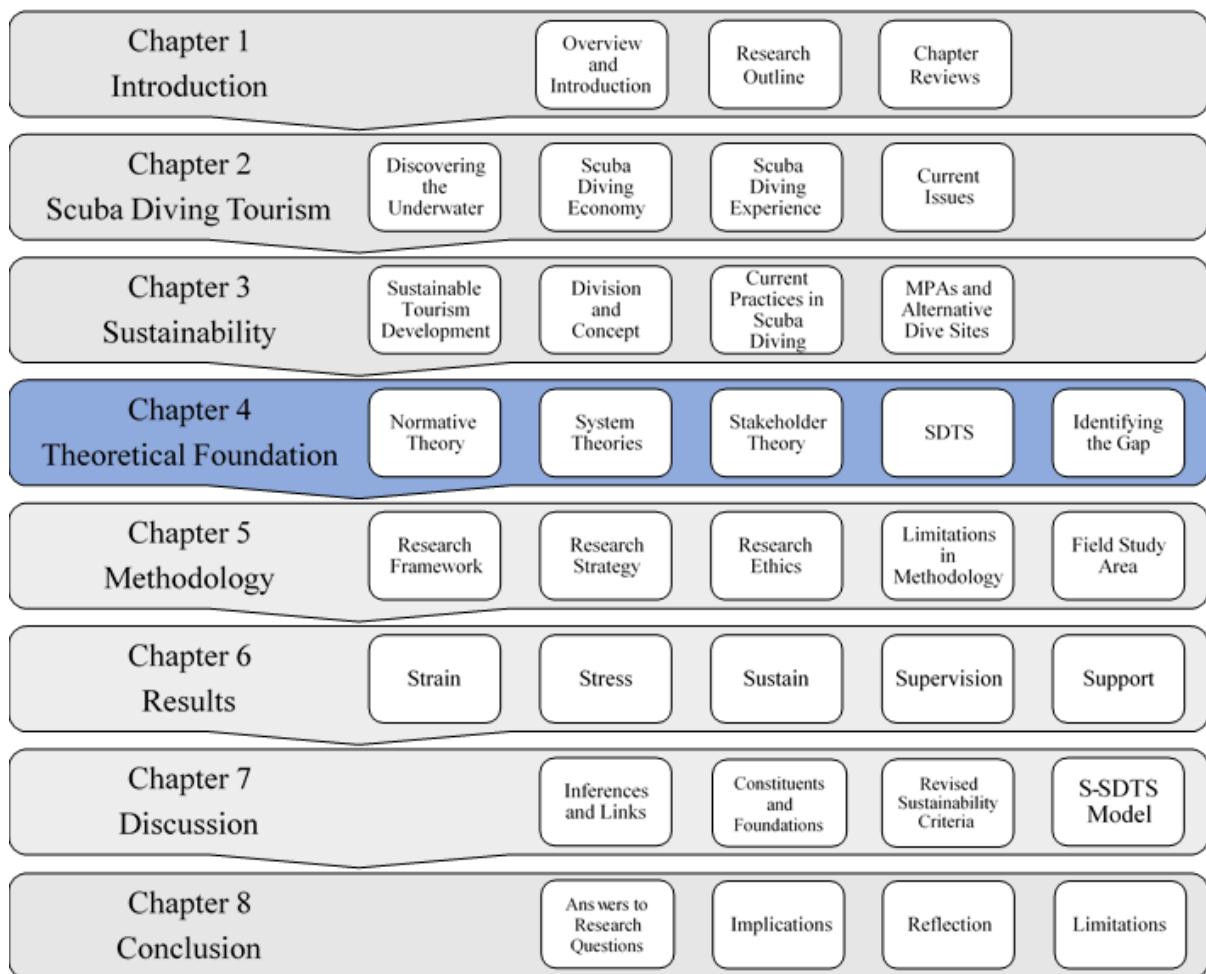 Chapter 1
Introduction
Overview
and
Introduction
Research
Outline
Chapter
Reviews
Chapter 2
Scuba Diving Tourism
Discovering
the
Underwater
Scuba
Diving
Economy
Scuba
Diving
Experience
Current
Issues
Chapter 3
Sustainability
Sustainable
Tourism
Development
Division
and
Concept
Current
Practices in
Scuba
Diving
MPAs and
Alternative
Dive Sites
Chapter 4
Theoretical Foundation
Normative
Theory
System
Theories
Stakeholder
Theory
SDTS
Identifying
the Gap
Chapter 5
Methodology
Research
Framework
Research
Strategy
Research
Ethics
Limitations
in
Methodology
Field Study
Area
Chapter 6
Results
Strain
Stress
Sustain
Supervision
Support
Chapter 7
Discussion
Inferences
and Links
Constituents
and
Foundations
Revised
Sustainability
Criteria
S-SDTS
Model
Chapter 8
Conclusion
Answers to
Research
Questions
Implications
Reflection
Limitations